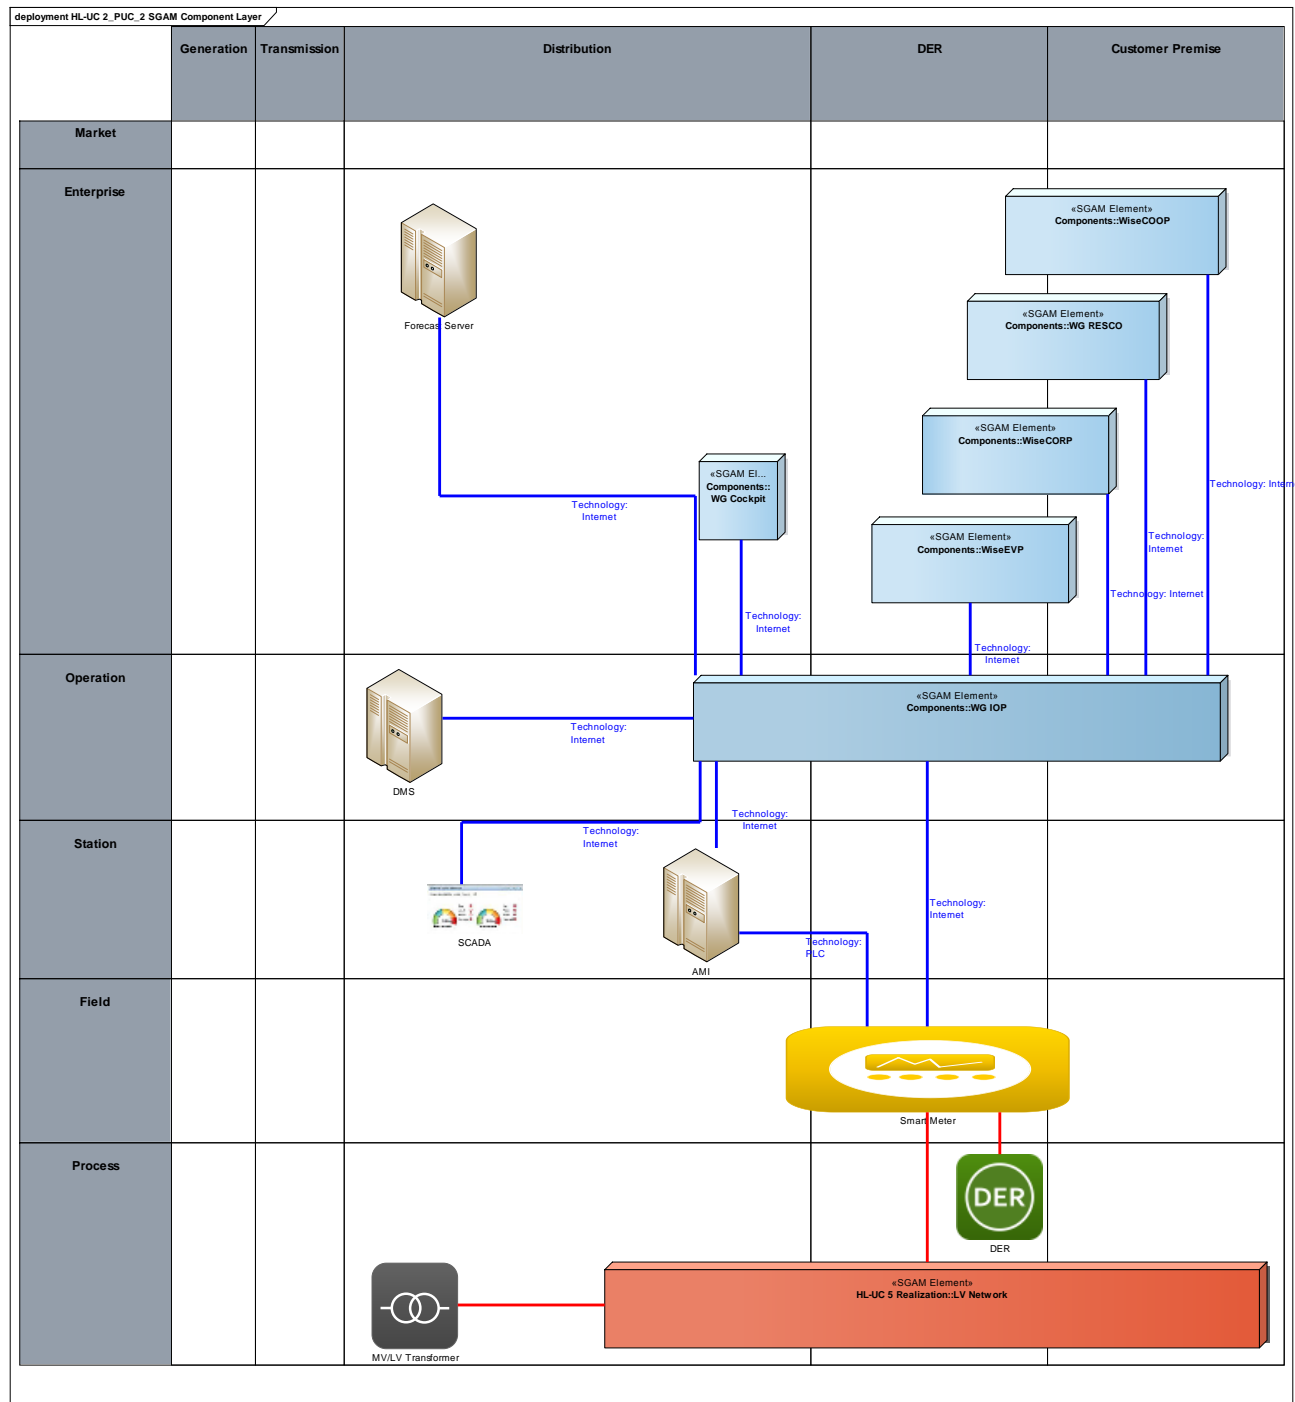 deployment HL-UC 2_PUC_2 SGAM Component Layer
Generation
Transmission
Distribution
DER
Customer Premise
Market
Enterprise
«SGAM Element»
Components::WiseCOOP
Forecast Server
«SGAM Element»
Components::WG RESCO
«SGAM Element»
Components::WiseCORP
«SGAM El...
Components::
WG Cockpit
Technology: Intern
Technology:
Internet
«SGAM Element»
Components::WiseEVP
Technology:
Internet
Technology: Internet
Technology:
Internet
Technology:
Internet
Operation
«SGAM Element»
Components::WG IOP
Technology:
Internet
DMS
Technology:
Internet
Technology:
Internet
Station
Technology:
Internet
SCADA
Technology:
PLC
AMI
Field
Smart Meter
Process
DER
DER
«SGAM Element»
HL-UC 5 Realization::LV Network
MV/LV Transformer